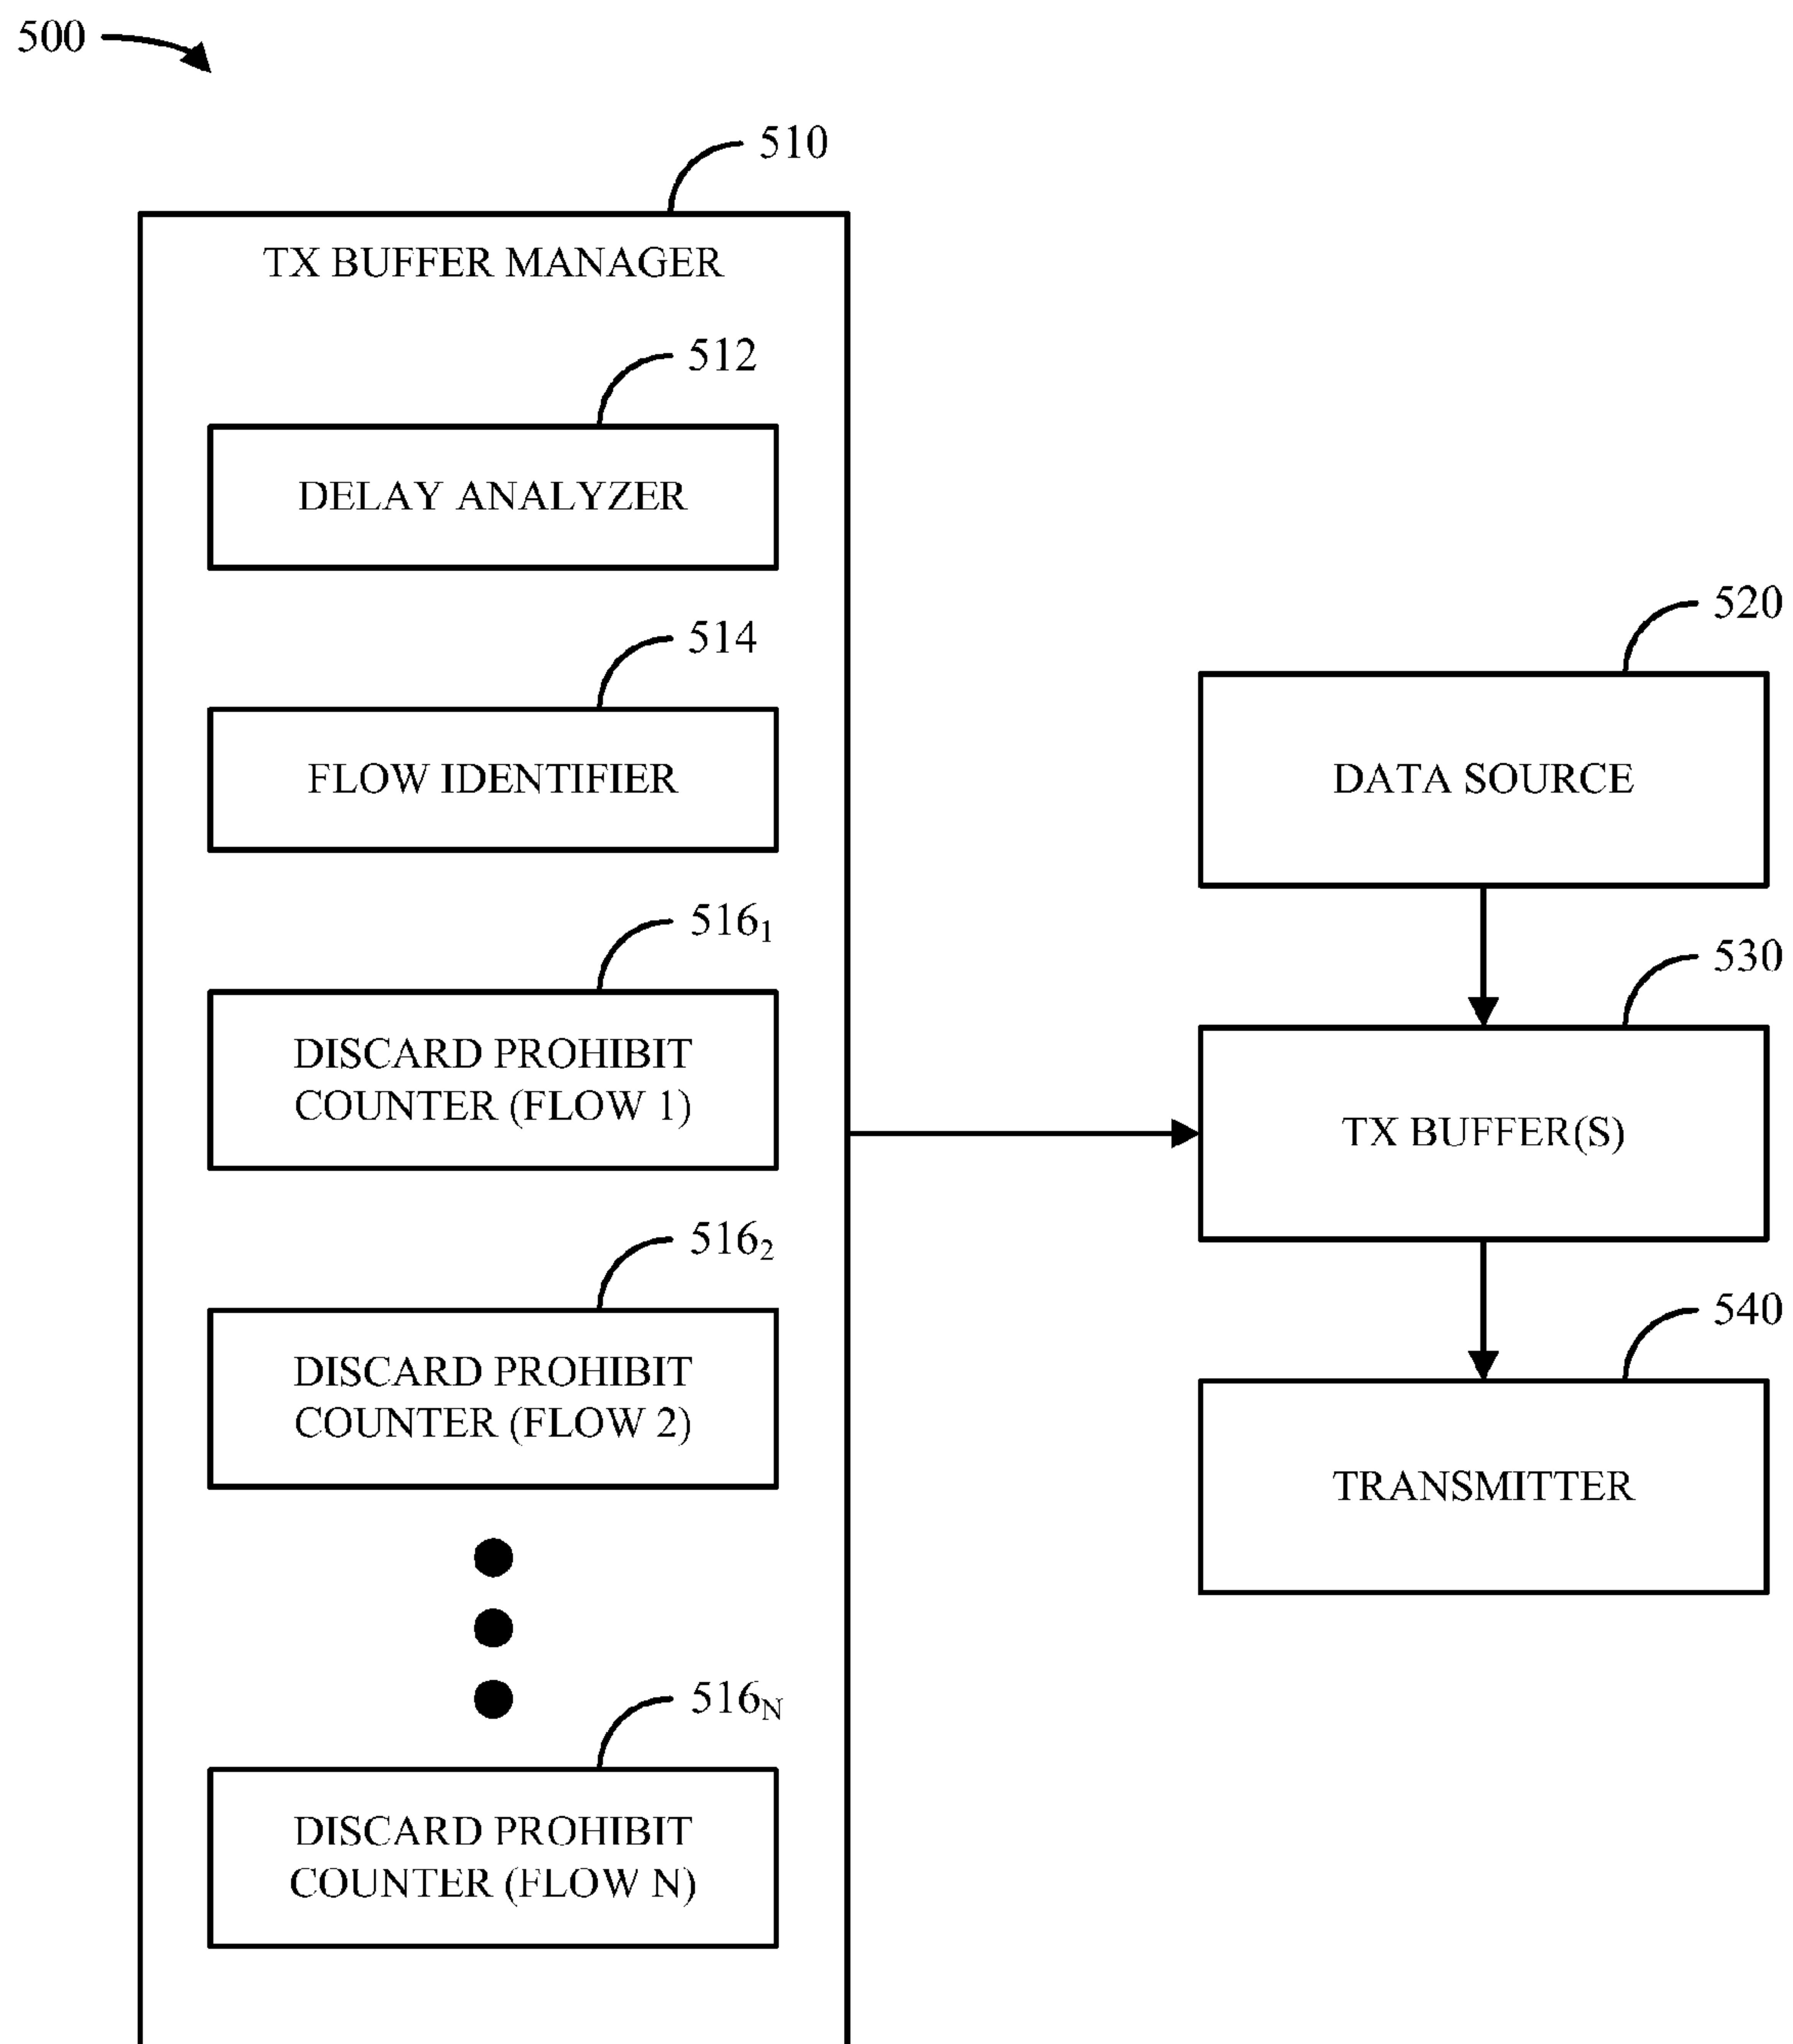 500
510
TX BUFFER MANAGER
512
DELAY ANALYZER
514
FLOW IDENTIFIER
516₁
DISCARD PROHIBIT
COUNTER (FLOW 1)
516₂
DISCARD PROHIBIT
COUNTER (FLOW 2)
516_N
DISCARD PROHIBIT
COUNTER (FLOW N)
520
DATA SOURCE
530
TX BUFFER(S)
540
TRANSMITTER